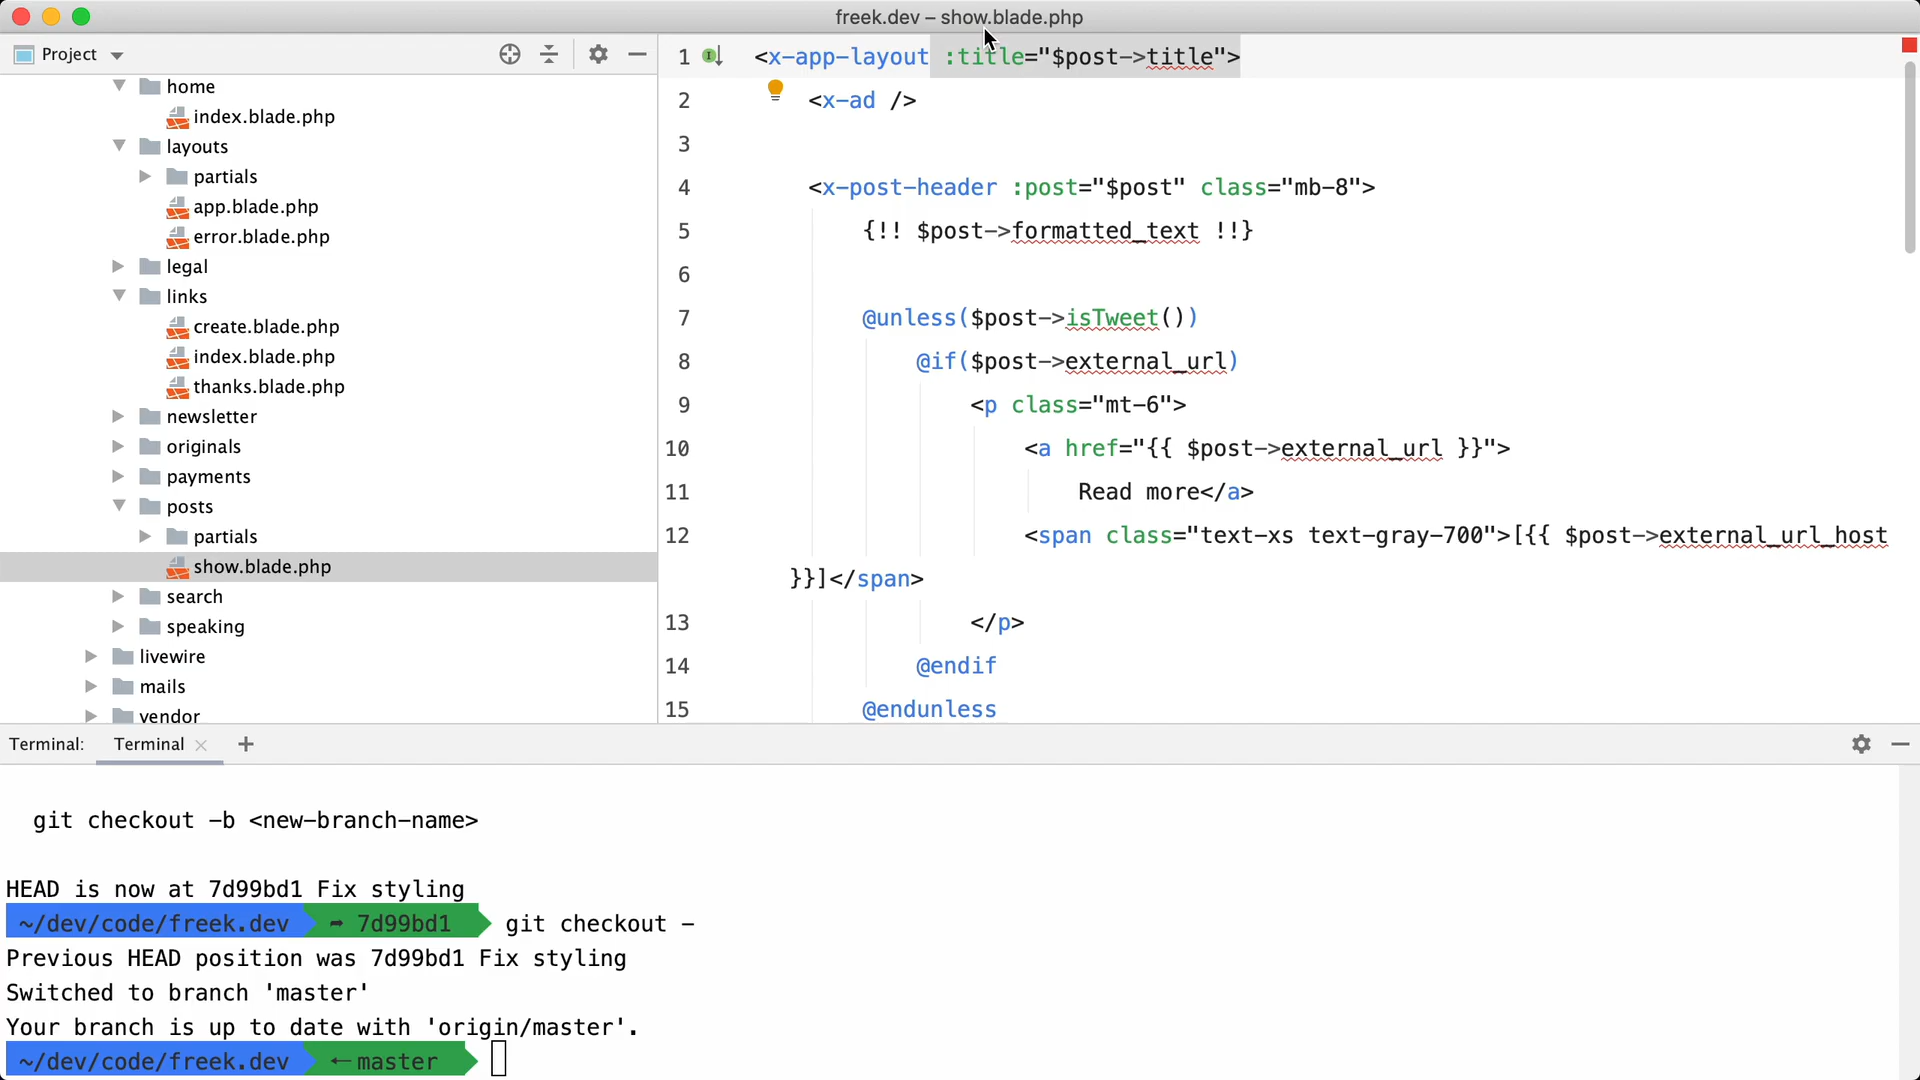 freek.dev – show.blade.php
Project
home
index.blade.php
layouts
partials
app.blade.php
error.blade.php
legal
links
create.blade.php
index.blade.php
thanks.blade.php
newsletter
originals
payments
posts
partials
show.blade.php
search
speaking
livewire
mails
vendor
1 <x-app-layout :title="$post->title">
2 <x-ad />
3
4 <x-post-header :post="$post" class="mb-8">
5 {!! $post->formatted_text !!}
6
7 @unless($post->isTweet())
8 @if($post->external_url)
9 <p class="mt-6">
10 <a href="{{ $post->external_url }}">
11 Read more</a>
12 <span class="text-xs text-gray-700">[{{ $post->external_url_host
}}]</span>
13 </p>
14 @endif
15 @endunless
Terminal: Terminal
git checkout -b <new-branch-name>
HEAD is now at 7d99bd1 Fix styling
~/dev/code/freek.dev ➦ 7d99bd1 git checkout -
Previous HEAD position was 7d99bd1 Fix styling
Switched to branch 'master'
Your branch is up to date with 'origin/master'.
~/dev/code/freek.dev ←master